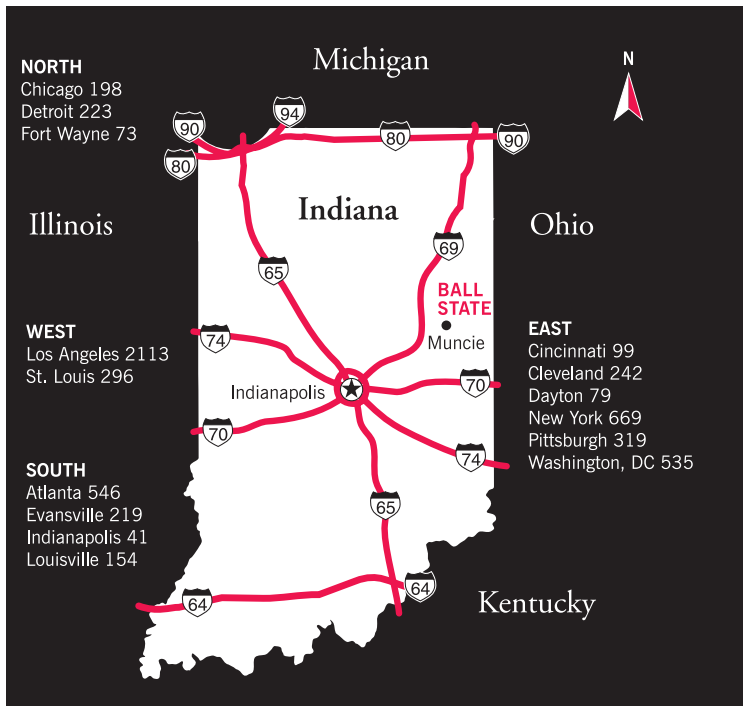 Michigan
N
NORTH
Chicago 198
Detroit 223
Fort Wayne 73
90
94
80
80
90
Illinois
Indiana
Ohio
65
69
BALL
STATE
Muncie
WEST
Los Angeles 2113
St. Louis 296
74
Indianapolis
70
70
74
EAST
Cincinnati 99
Cleveland 242
Dayton 79
New York 669
Pittsburgh 319
Washington, DC 535
SOUTH
Atlanta 546
Evansville 219
Indianapolis 41
Louisville 154
65
64
64
Kentucky